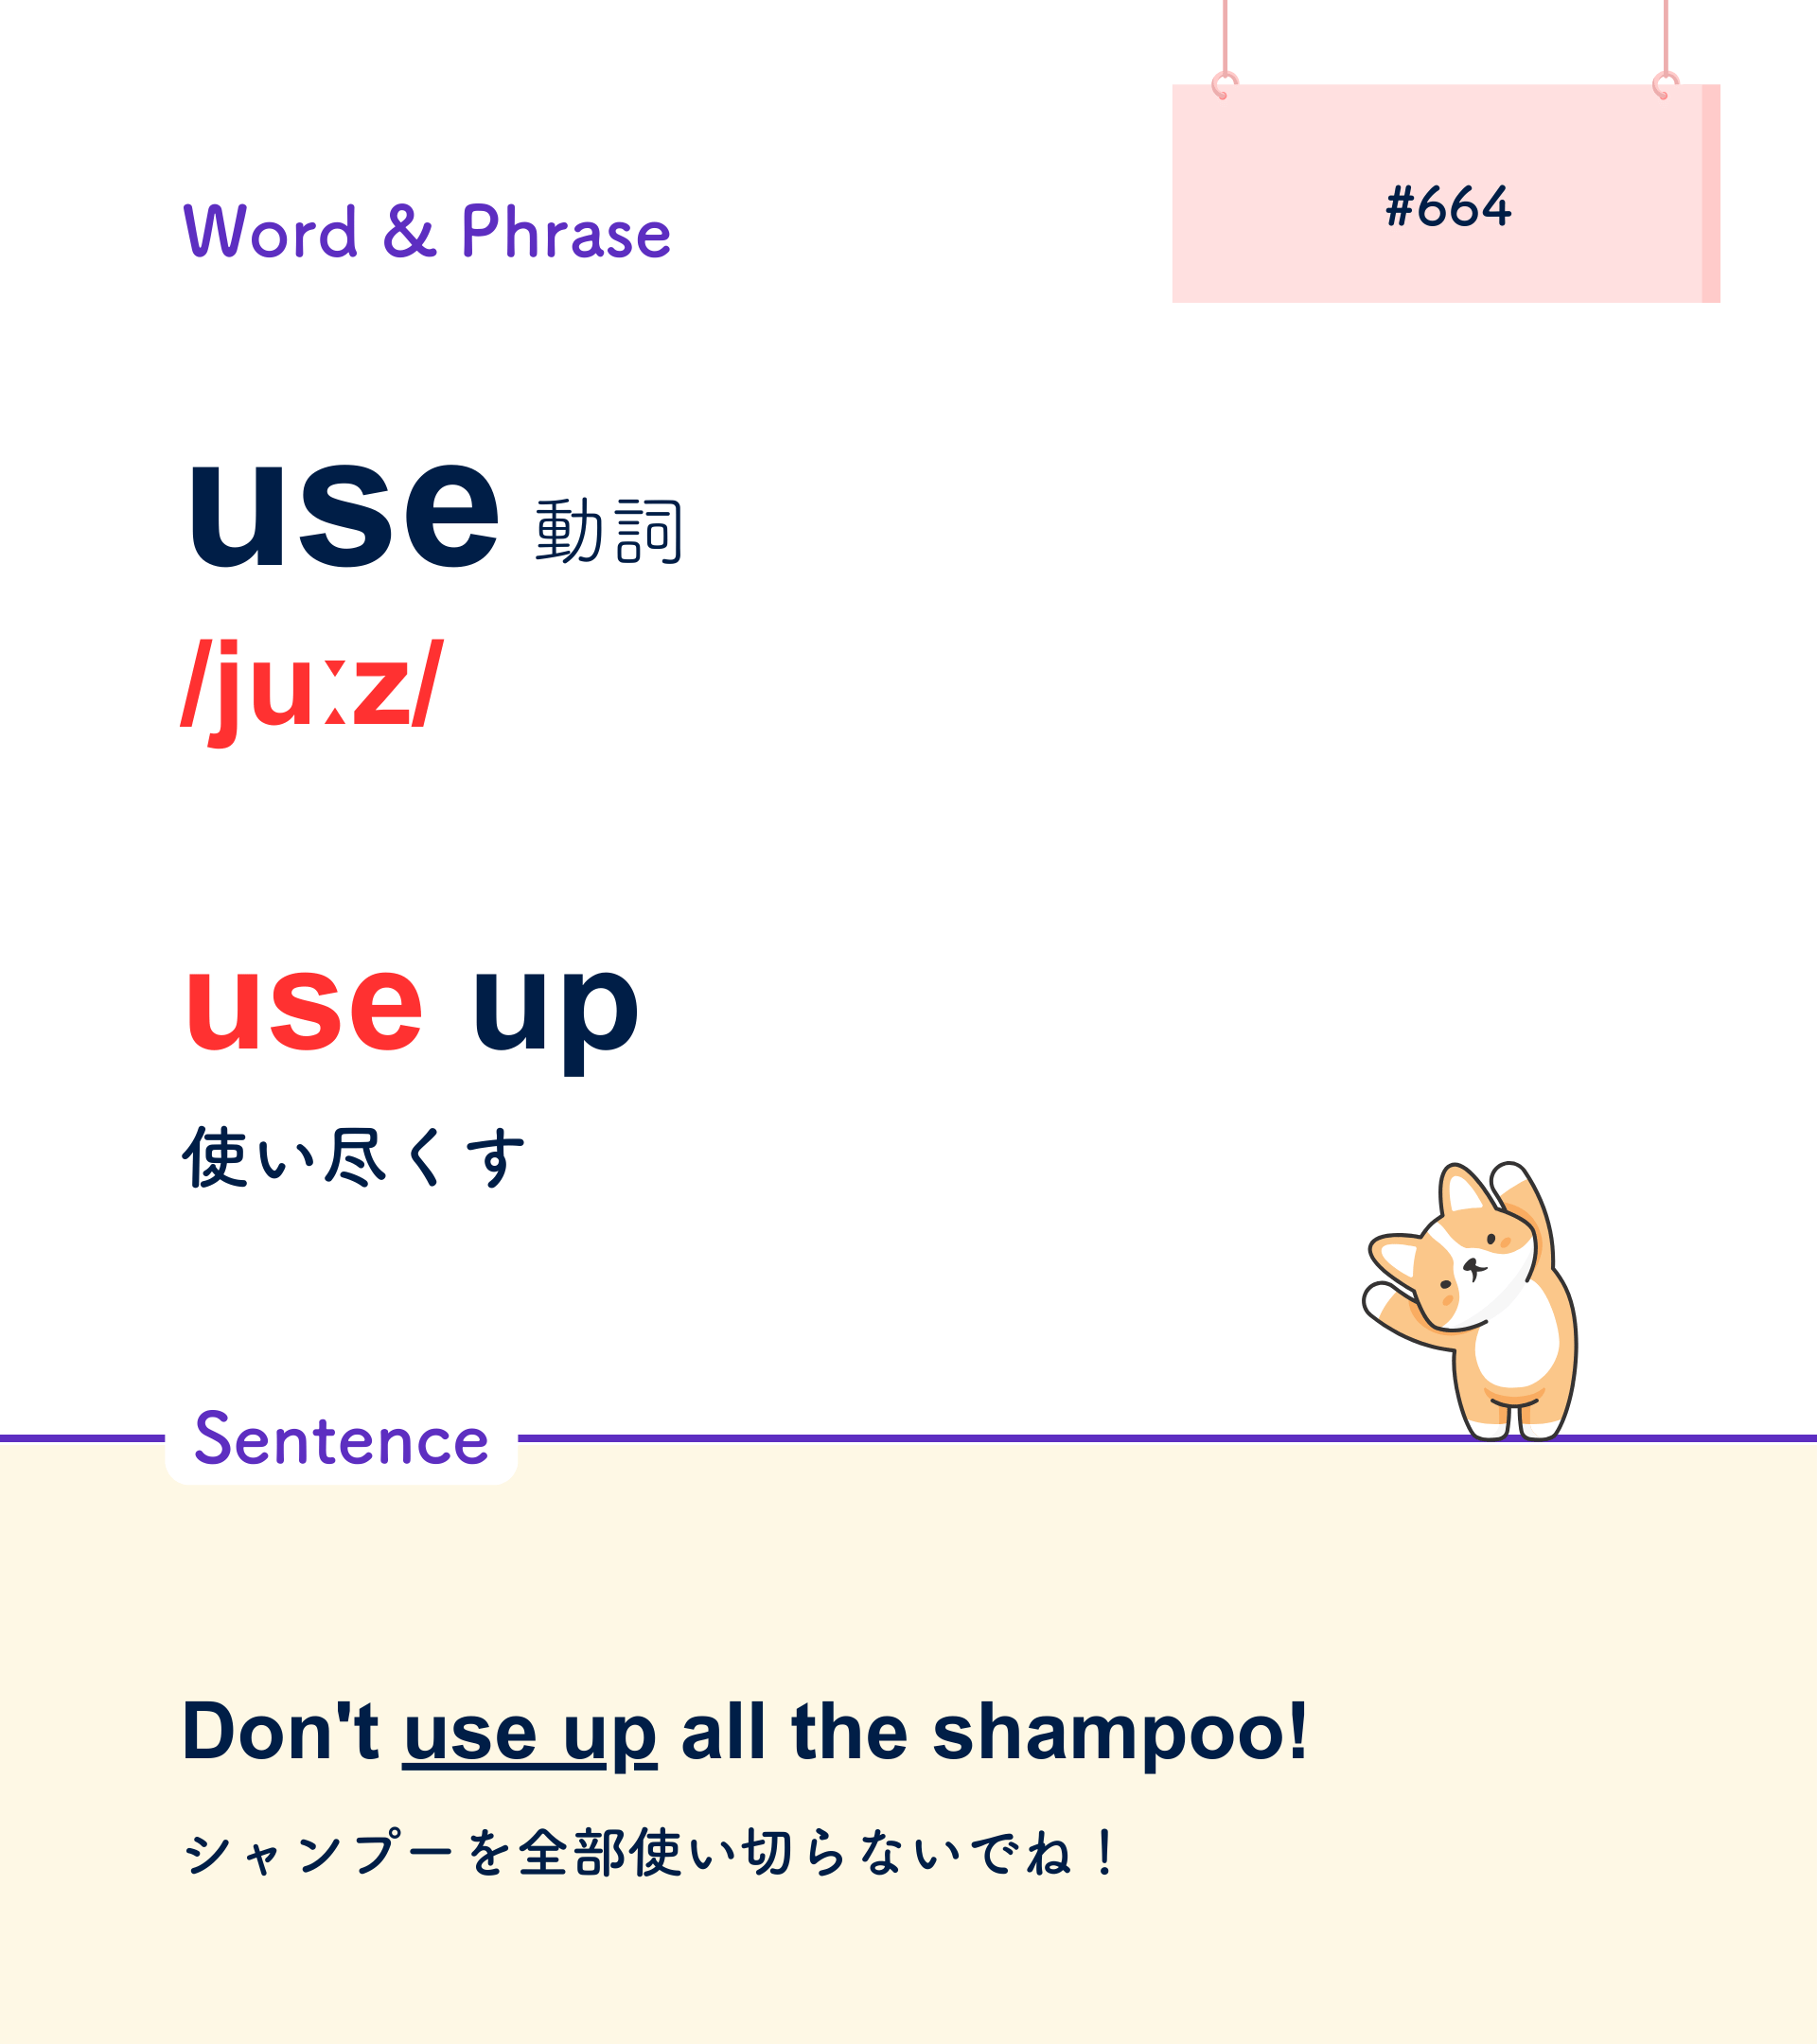 #664
Word & Phrase
use 動詞
/juːz/
use up
使い尽くす
Sentence
Don't use up all the shampoo!
シャンプーを全部使い切らないでね！